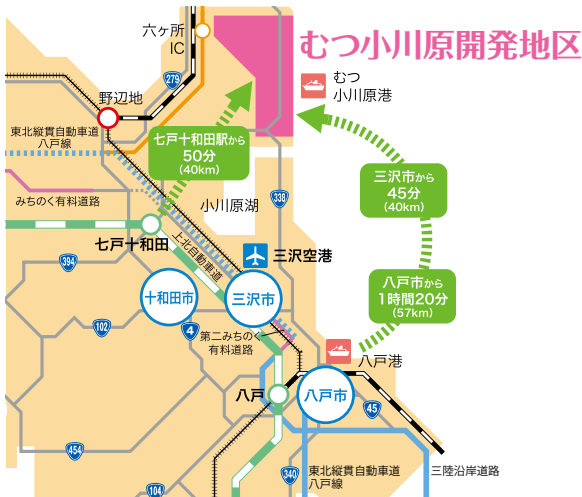 六ヶ所
IC
むつ小川原開発地区
279
むつ
小川原港
野辺地
東北縦貫自動車道
八戸線
七戸十和田駅から
50分
(40km)
三沢市から
45分
(40km)
みちのく有料道路
小川原湖
338
七戸十和田
上北自動車道
三沢空港
394
八戸市から
1時間20分
(57km)
十和田市
三沢市
102
4
第二みちのく
有料道路
八戸港
八戸
八戸市
45
454
104
340
東北縦貫自動車道
八戸線
三陸沿岸道路